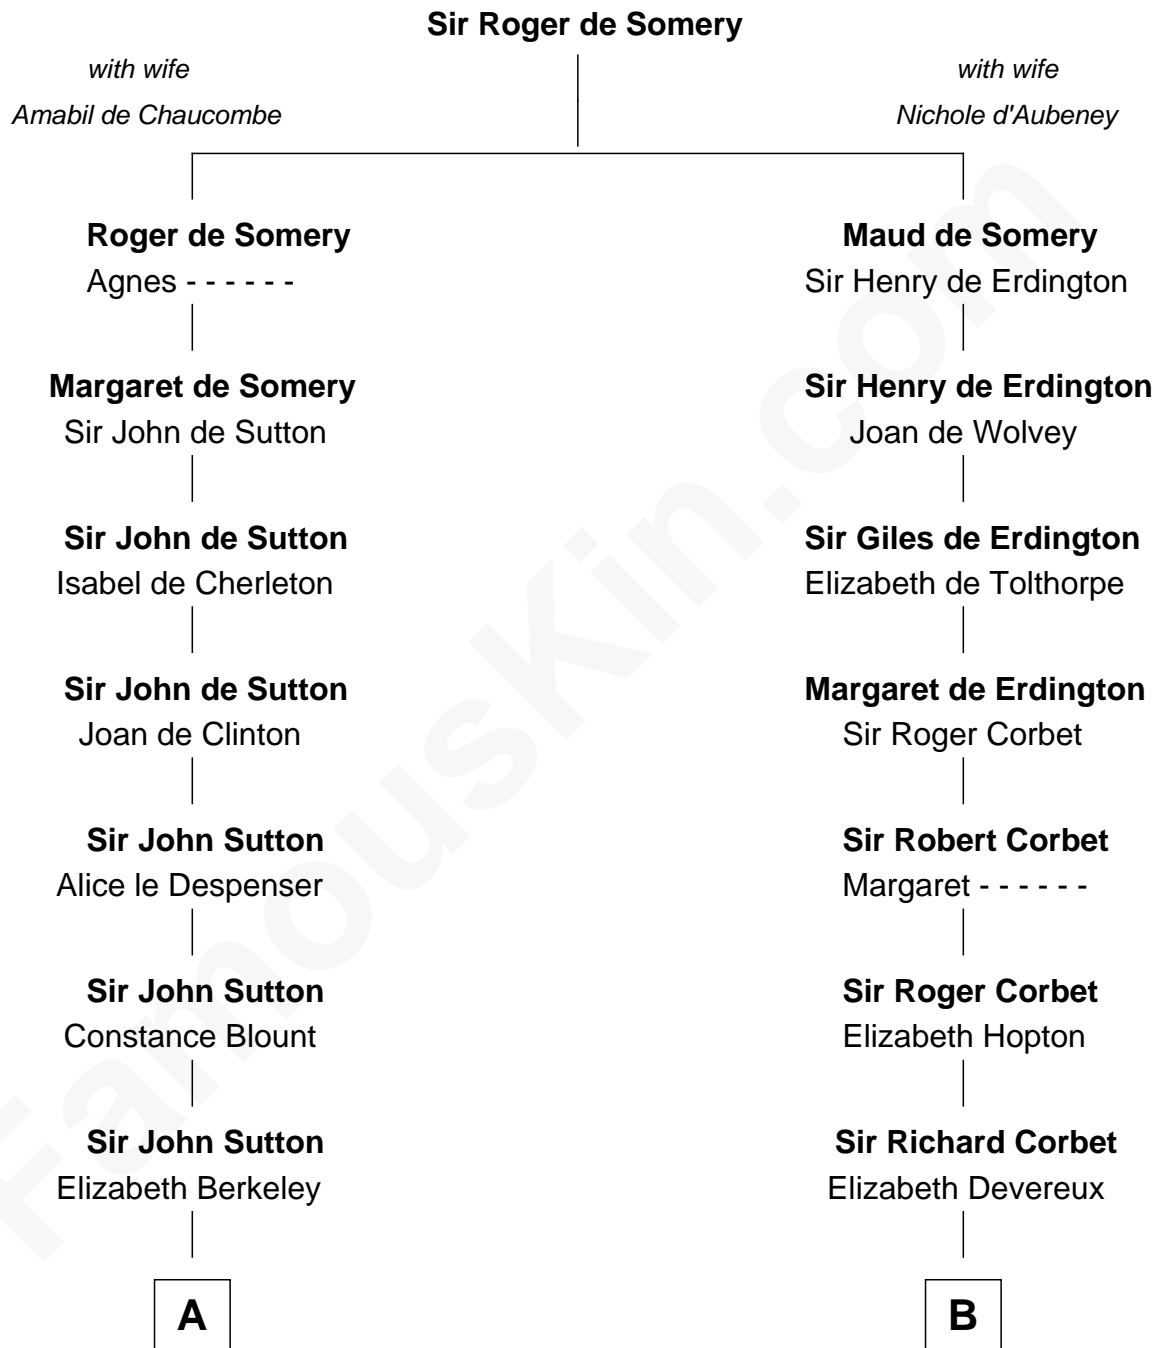 Sir Roger de Somery
with wife
Amabil de Chaucombe
with wife
Nichole d'Aubeney
Roger de Somery
Agnes - - - - - -
Maud de Somery
Sir Henry de Erdington
Margaret de Somery
Sir John de Sutton
Sir Henry de Erdington
Joan de Wolvey
Sir John de Sutton
Isabel de Cherleton
Sir Giles de Erdington
Elizabeth de Tolthorpe
Sir John de Sutton
Joan de Clinton
Margaret de Erdington
Sir Roger Corbet
Sir John Sutton
Alice le Despenser
Sir Robert Corbet
Margaret - - - - - -
Sir John Sutton
Constance Blount
Sir Roger Corbet
Elizabeth Hopton
Sir John Sutton
Elizabeth Berkeley
Sir Richard Corbet
Elizabeth Devereux
A
B
FamousKin.com